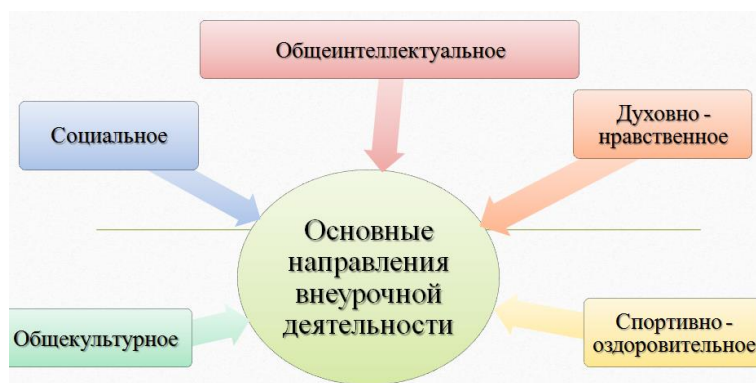 Общеинтеллектуальное
Социальное
Духовно -
нравственное
Основные
направления
внеурочной
деятельности
Общекультурное
Спортивно -
оздоровительное